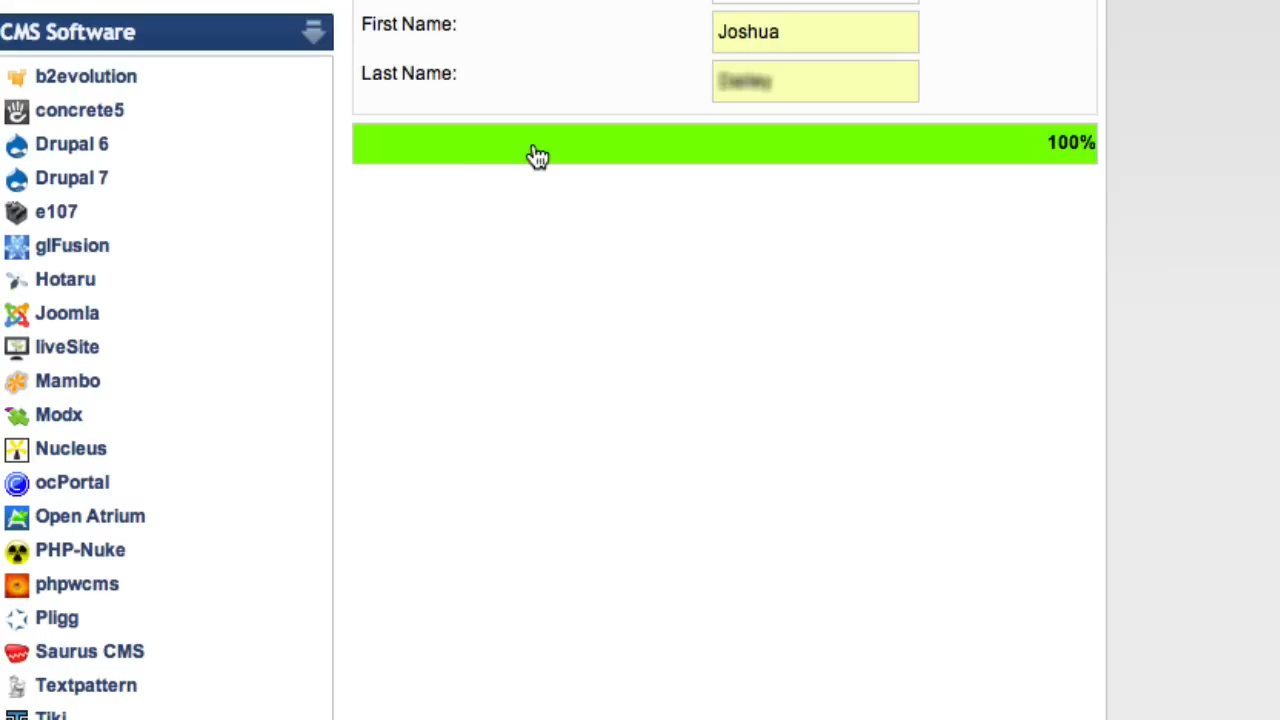 CMS Software
b2evolution
concrete5
Drupal 6
Drupal 7
e107
glFusion
Hotaru
Joomla
liveSite
Mambo
Modx
Nucleus
ocPortal
Open Atrium
PHP-Nuke
phpwcms
Pligg
Saurus CMS
Textpattern
Tiki
First Name:
Joshua
Last Name:
100%